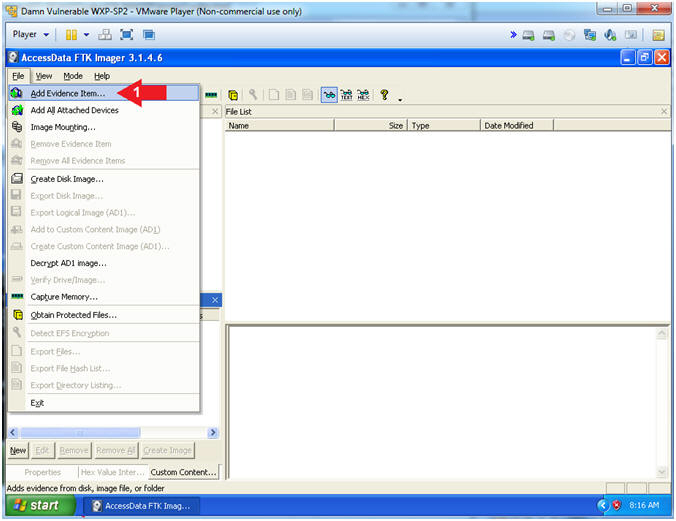 Damn Vulnerable WXP-SP2 - VMware Player (Non-commercial use only)
Player
AccessData FTK Imager 3.1.4.6
File View Mode Help
Add Evidence Item...
1
Add All Attached Devices
Image Mounting...
Remove Evidence Item
Remove All Evidence Items
Create Disk Image...
Export Disk Image...
Export Logical Image (AD1)...
Add to Custom Content Image (AD1)
Create Custom Content Image (AD1)...
Decrypt AD1 image...
Verify Drive/Image...
Capture Memory...
Obtain Protected Files...
Detect EFS Encryption
Export Files...
Export File Hash List...
Export Directory Listing...
Exit
TEXT HEX
File List
Name Size Type Date Modified
s
New Edit Remove Remove All Create Image
Properties Hex Value Inter... Custom Content...
Adds evidence from disk, image file, or folder
start AccessData FTK Imag... 8:16 AM